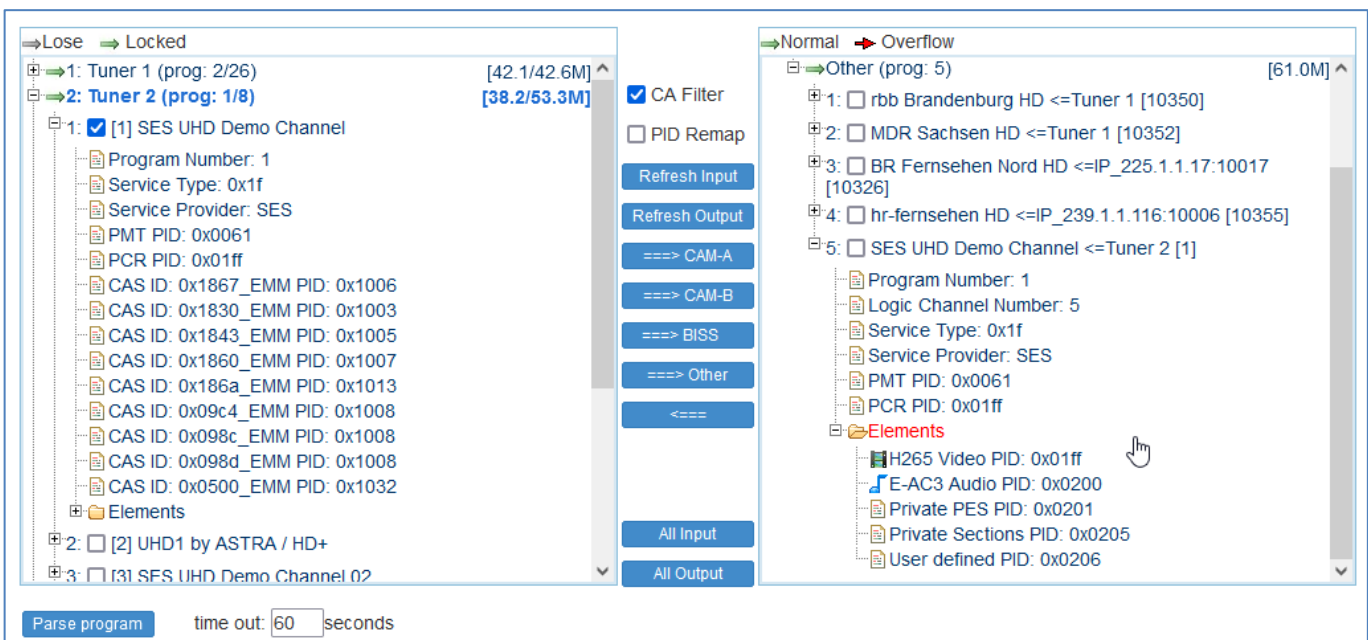 Lose Locked
1: Tuner 1 (prog: 2/26) [42.1/42.6M]
2: Tuner 2 (prog: 1/8) [38.2/53.3M]
1: [1] SES UHD Demo Channel
Program Number: 1
Service Type: 0x1f
Service Provider: SES
PMT PID: 0x0061
PCR PID: 0x01ff
CAS ID: 0x1867_EMM PID: 0x1006
CAS ID: 0x1830_EMM PID: 0x1003
CAS ID: 0x1843_EMM PID: 0x1005
CAS ID: 0x1860_EMM PID: 0x1007
CAS ID: 0x186a_EMM PID: 0x1013
CAS ID: 0x09c4_EMM PID: 0x1008
CAS ID: 0x098c_EMM PID: 0x1008
CAS ID: 0x098d_EMM PID: 0x1008
CAS ID: 0x0500_EMM PID: 0x1032
Elements
2: [2] UHD1 by ASTRA / HD+
3: [3] SES UHD Demo Channel 02
CA Filter
PID Remap
Refresh Input
Refresh Output
===> CAM-A
===> CAM-B
===> BISS
===> Other
<===
All Input
All Output
Normal Overflow
Other (prog: 5) [61.0M]
1: rbb Brandenburg HD <=Tuner 1 [10350]
2: MDR Sachsen HD <=Tuner 1 [10352]
3: BR Fernsehen Nord HD <=IP_225.1.1.17:10017
[10326]
4: hr-fernsehen HD <=IP_239.1.1.116:10006 [10355]
5: SES UHD Demo Channel <=Tuner 2 [1]
Program Number: 1
Logic Channel Number: 5
Service Type: 0x1f
Service Provider: SES
PMT PID: 0x0061
PCR PID: 0x01ff
Elements
H265 Video PID: 0x01ff
E-AC3 Audio PID: 0x0200
Private PES PID: 0x0201
Private Sections PID: 0x0205
User defined PID: 0x0206
Parse program time out: 60 seconds